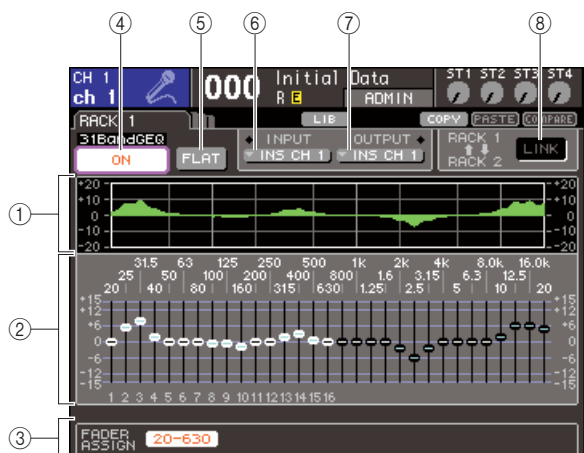 ④ ⑤ ⑥ ⑦ ⑧
CH 1
ch 1
000
Initial Data
R E ADMIN
ST1 ST2 ST3 ST4
RACK 1
LIB
COPY PASTE COMPARE
31BandGEQ
ON
FLAT
INPUT
INS CH 1
OUTPUT
INS CH 1
RACK 1
RACK 2
LINK
①
+20 +20
-10 -10
0 0
-10 -10
-20 -20
②
31.5 63 125 250 500 1K 2K 4K 8.0k 16.0k
25 50 100 200 400 800 1.6 3.15 6.3 12.5
20 40 80 160 315 630 1.25 2.5 5 10 20
+15 +15
+12 +12
+6 +6
0 0
-6 -6
-12 -12
-15 -15
1 2 3 4 5 6 7 8 9 10 11 12 13 14 15 16
③
FADER
ASSIGN
20-630